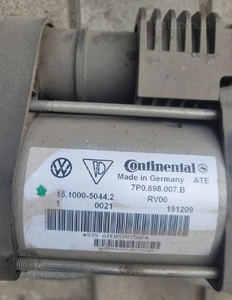 Continental
Made in Germany ATE
7P0.698.007.B
15.1000-5044.2 RV00
1 0021 191209